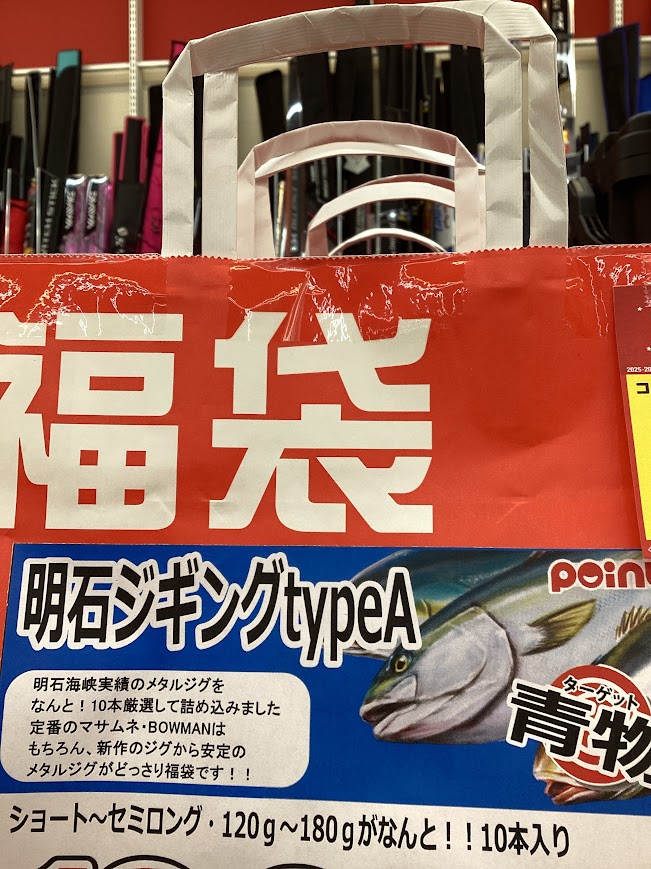 福袋
2025-20
コ
明石ジギングtypeA
point
明石海峡実績のメタルジグを
なんと！10本厳選して詰め込みました
定番のマサムネ・BOWMANは
もちろん、新作のジグから安定の
メタルジグがどっさり福袋です！！
ターゲット
青物
ショート～セミロング・120g～180gがなんと！！10本入り